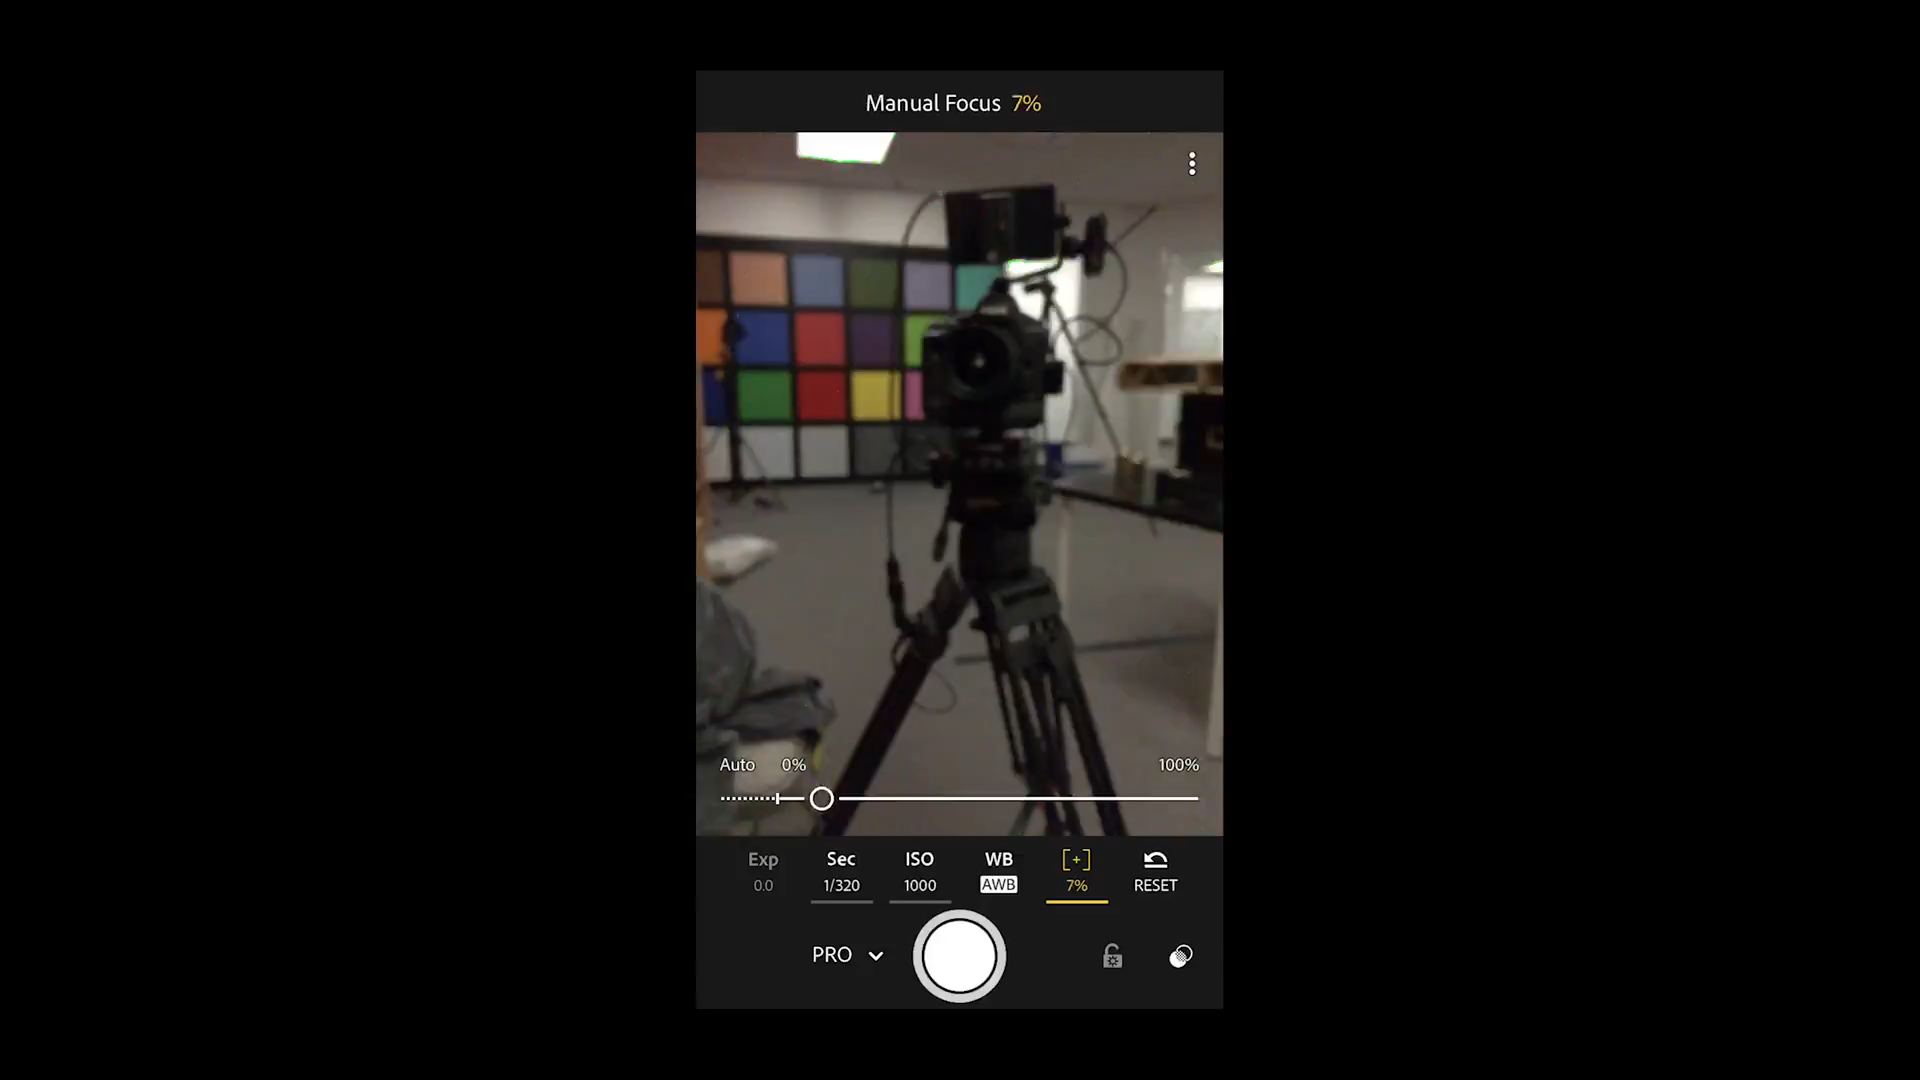 Manual Focus 7%
Auto 0% 100%
Exp Sec ISO WB [+]
0.0 1/320 1000 AWB 7% RESET
PRO